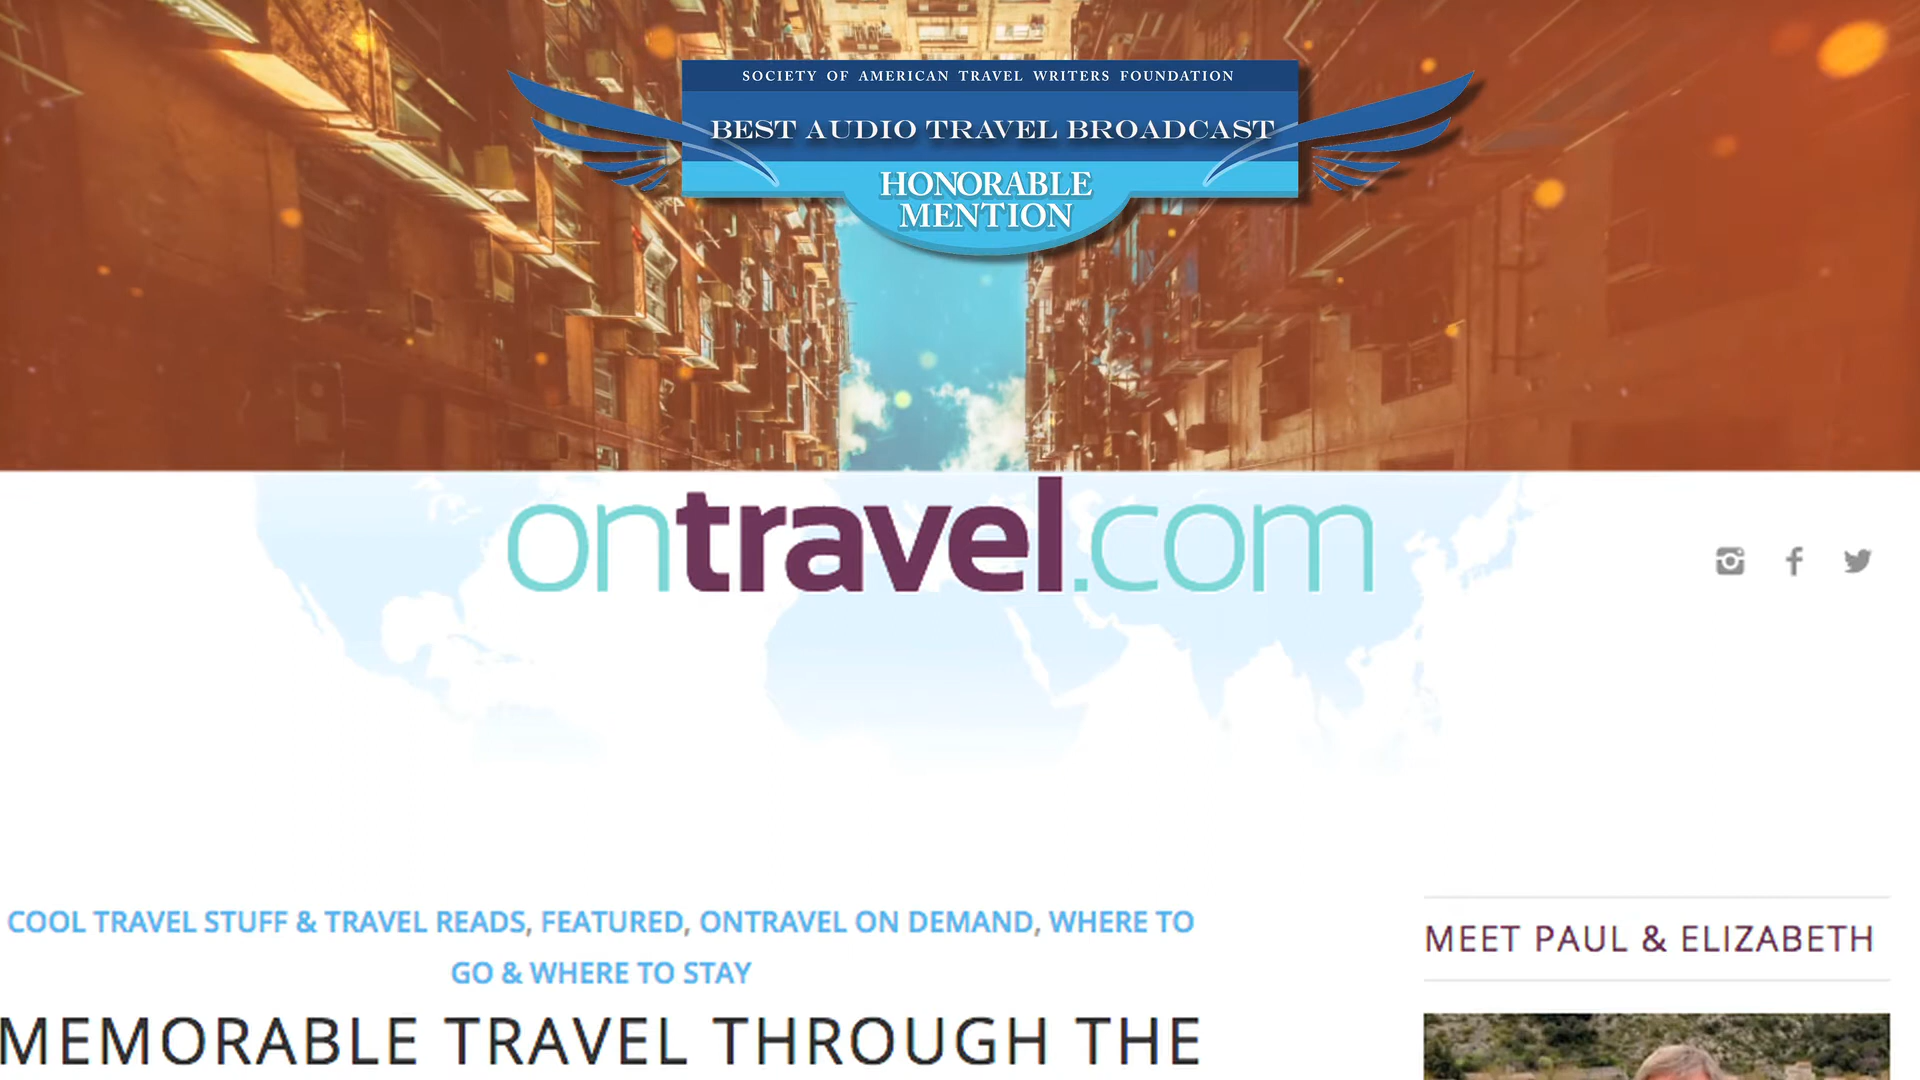 SOCIETY OF AMERICAN TRAVEL WRITERS FOUNDATION
BEST AUDIO TRAVEL BROADCAST
HONORABLE
MENTION
ontravel.com
COOL TRAVEL STUFF & TRAVEL READS, FEATURED, ONTRAVEL ON DEMAND, WHERE TO
GO & WHERE TO STAY
MEMORABLE TRAVEL THROUGH THE
MEET PAUL & ELIZABETH